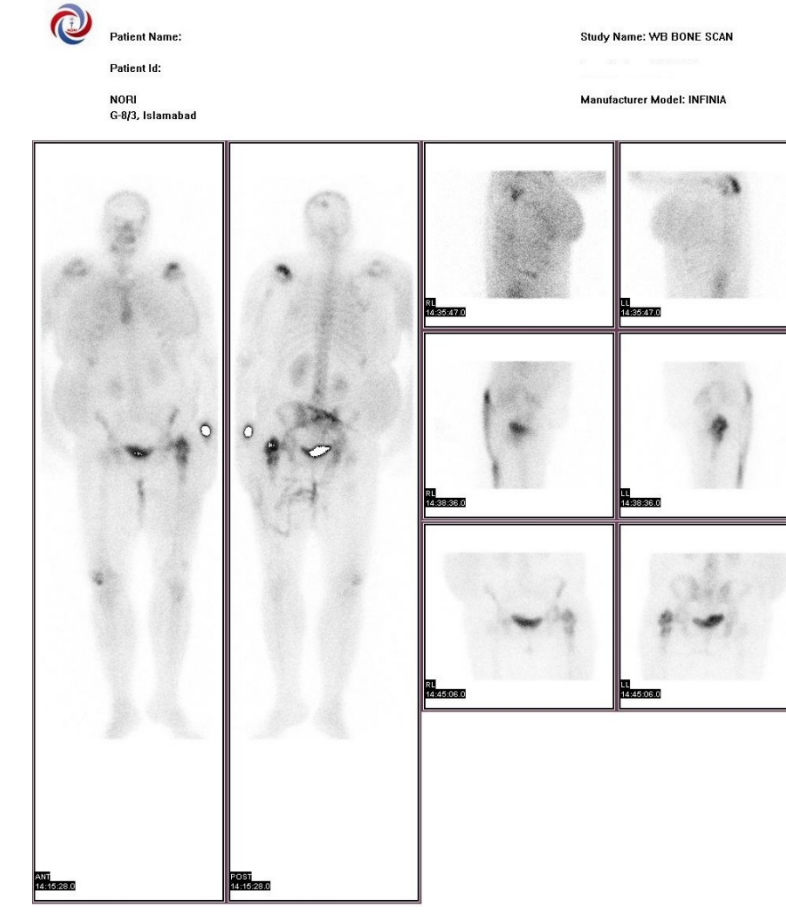 Patient Name:
Study Name: WB BONE SCAN
Patient Id:
NORI
G-8/3, Islamabad
Manufacturer Model: INFINIA
RL
14:35:47.0
LL
14:35:47.0
RL
14:38:36.0
LL
14:38:36.0
RL
14:45:06.0
LL
14:45:06.0
ANT
14:15:28.0
POST
14:15:28.0